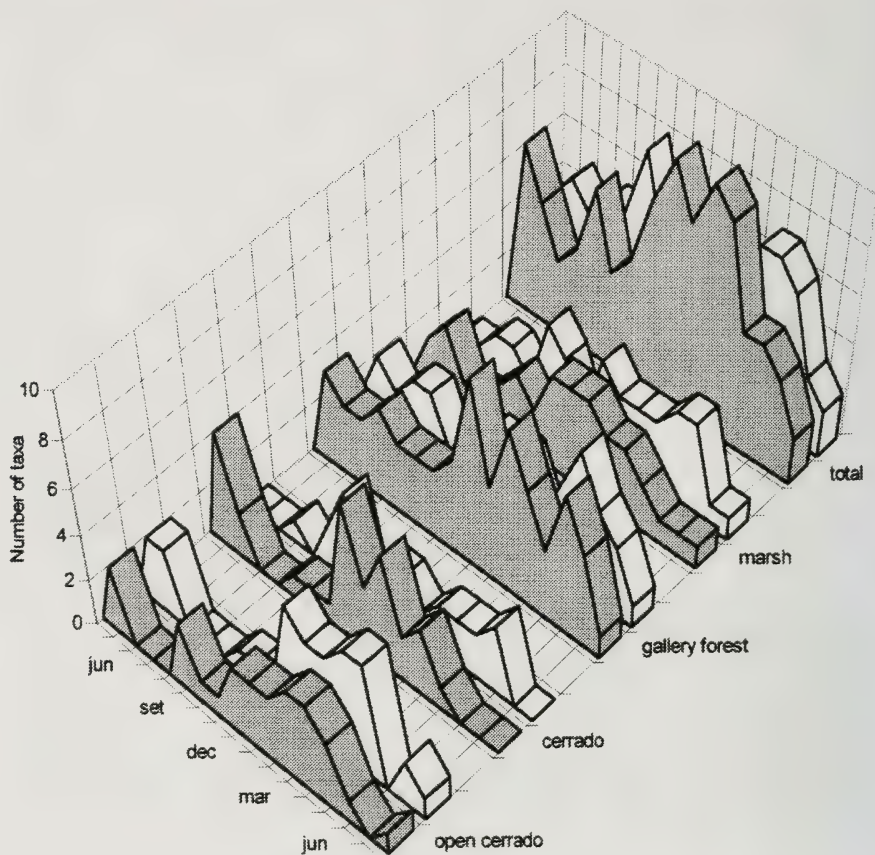 10
8
6
4
2
0
Number of taxa
jun
set
dec
mar
jun
open cerrado
cerrado
gallery forest
marsh
total